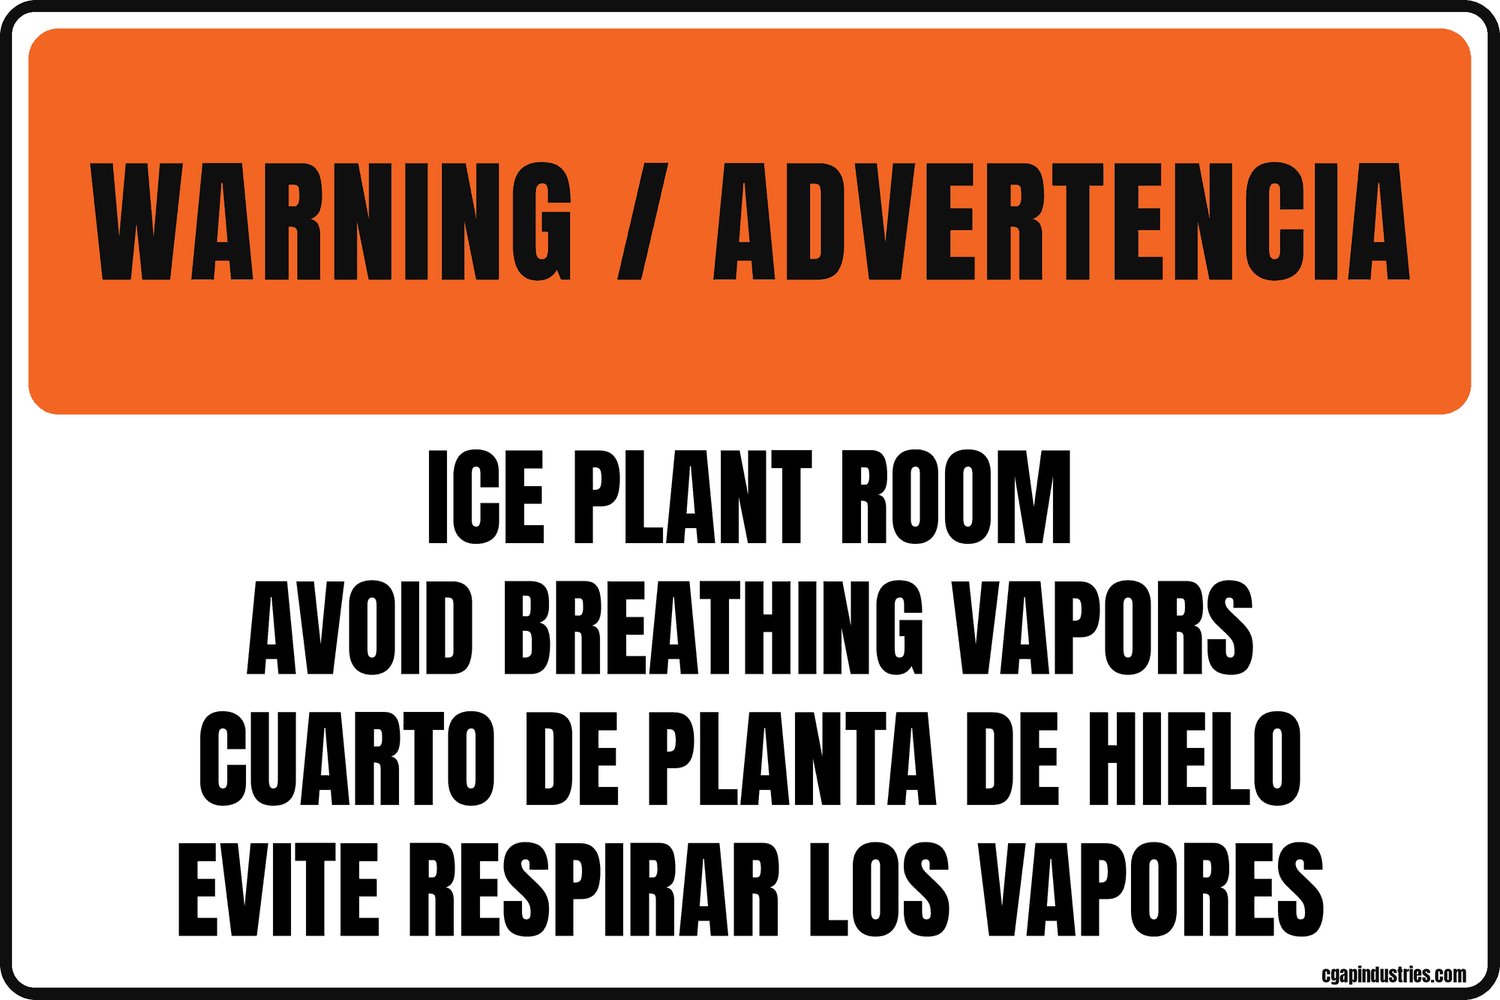 WARNING / ADVERTENCIA
ICE PLANT ROOM
AVOID BREATHING VAPORS
CUARTO DE PLANTA DE HIELO
EVITE RESPIRAR LOS VAPORES
cgapindustries.com